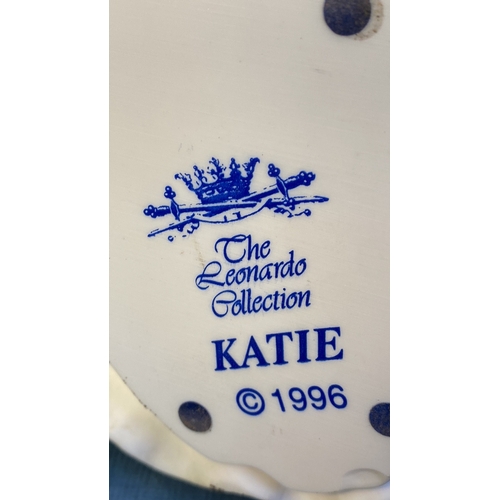 The
Leonardo
Collection
KATIE
© 1996